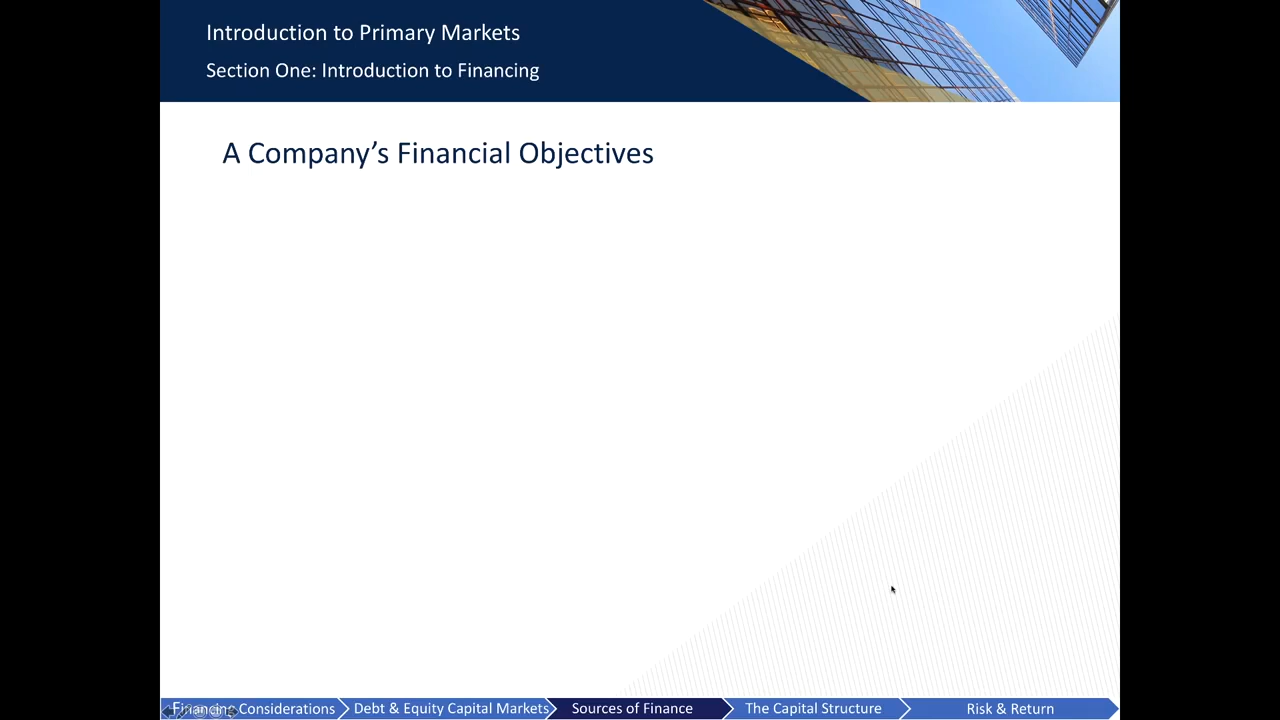 Introduction to Primary Markets
Section One: Introduction to Financing
A Company’s Financial Objectives
Financing Considerations
Debt & Equity Capital Markets
Sources of Finance
The Capital Structure
Risk & Return